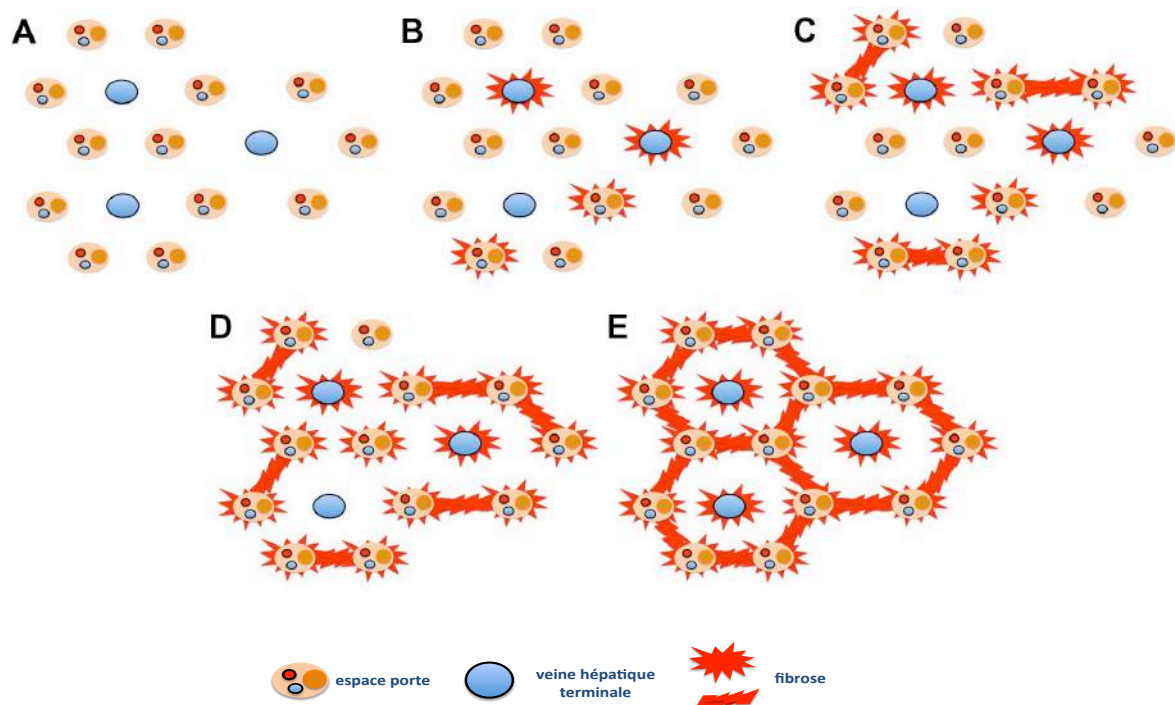 A
B
C
D
E
espace porte
veine hépatique
terminale
fibrose